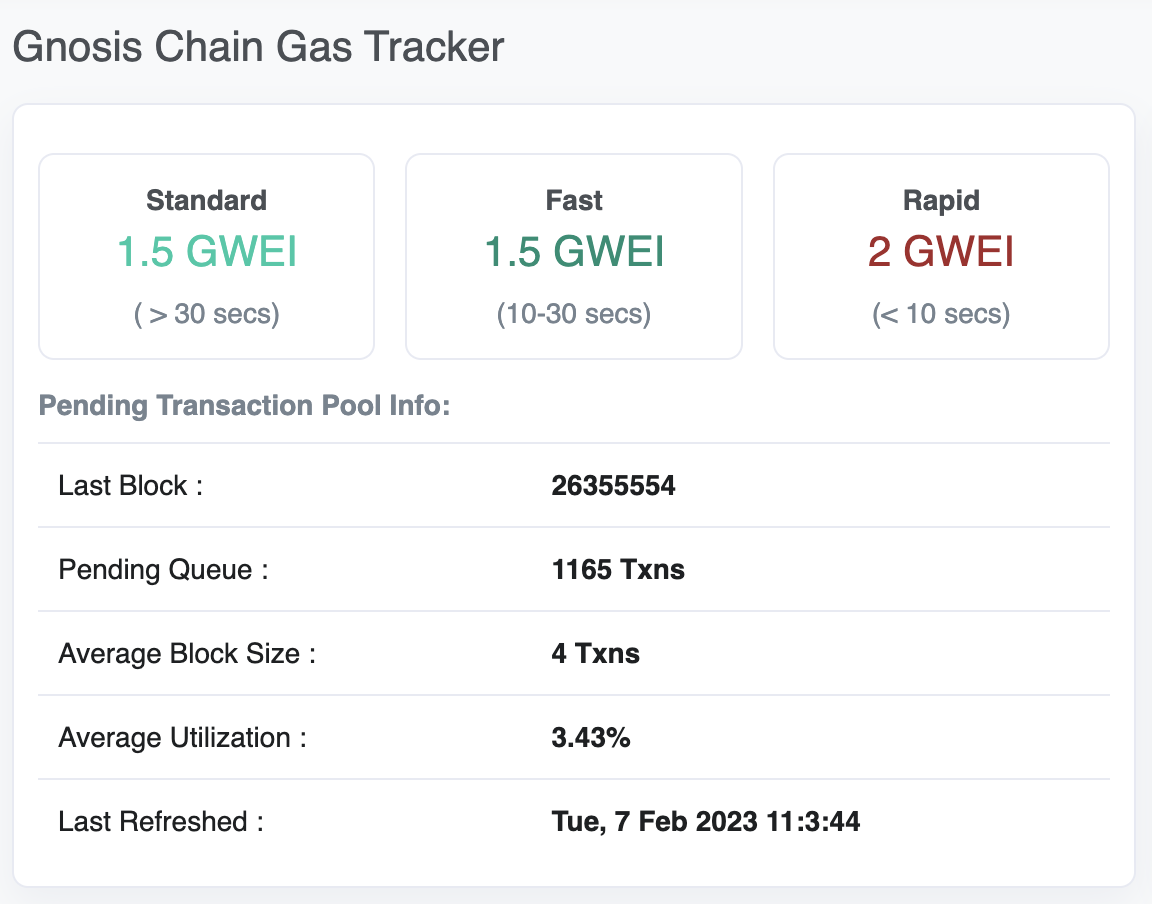 Gnosis Chain Gas Tracker
Standard
1.5 GWEI
( > 30 secs)
Fast
1.5 GWEI
(10-30 secs)
Rapid
2 GWEI
(< 10 secs)
Pending Transaction Pool Info:
Last Block : 26355554
Pending Queue : 1165 Txns
Average Block Size : 4 Txns
Average Utilization : 3.43%
Last Refreshed : Tue, 7 Feb 2023 11:3:44